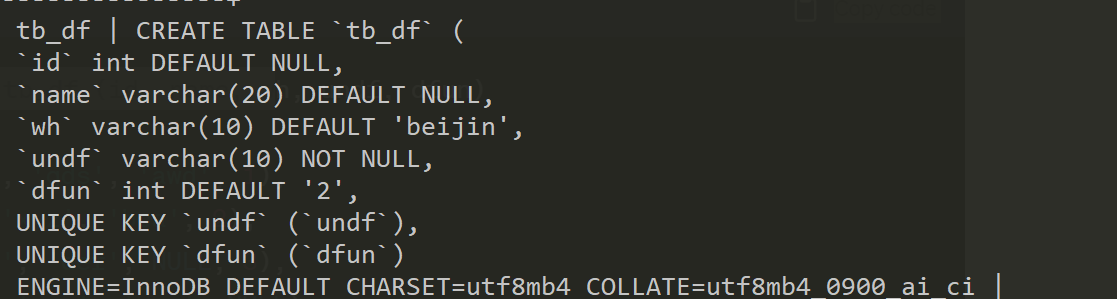 tb_df | CREATE TABLE `tb_df` (
`id` int DEFAULT NULL,
`name` varchar(20) DEFAULT NULL,
`wh` varchar(10) DEFAULT 'beijin',
`undf` varchar(10) NOT NULL,
`dfun` int DEFAULT '2',
UNIQUE KEY `undf` (`undf`),
UNIQUE KEY `dfun` (`dfun`)
ENGINE=InnoDB DEFAULT CHARSET=utf8mb4 COLLATE=utf8mb4_0900_ai_ci |